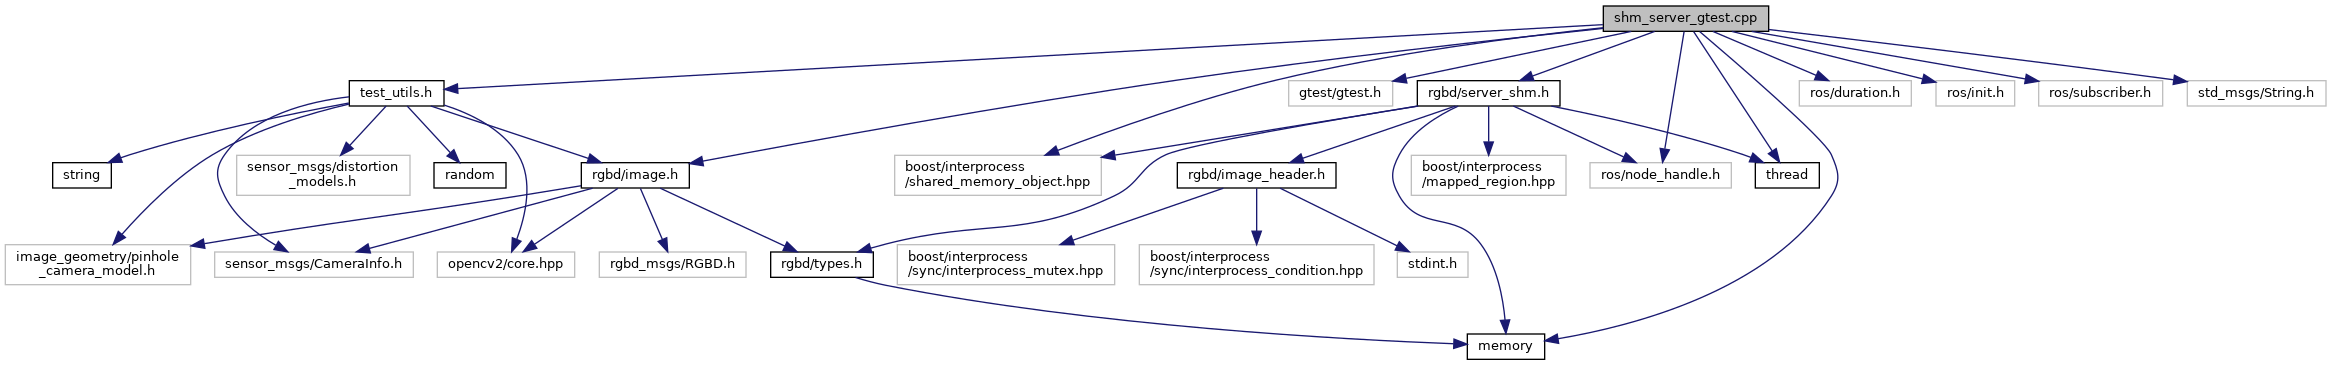 shm_server_gtest.cpp
test_utils.h
gtest/gtest.h
rgbd/server_shm.h
ros/duration.h
ros/init.h
ros/subscriber.h
std_msgs/String.h
string
sensor_msgs/distortion
_models.h
random
rgbd/image.h
boost/interprocess
/shared_memory_object.hpp
rgbd/image_header.h
boost/interprocess
/mapped_region.hpp
ros/node_handle.h
thread
image_geometry/pinhole
_camera_model.h
sensor_msgs/CameraInfo.h
opencv2/core.hpp
rgbd_msgs/RGBD.h
rgbd/types.h
boost/interprocess
/sync/interprocess_mutex.hpp
boost/interprocess
/sync/interprocess_condition.hpp
stdint.h
memory